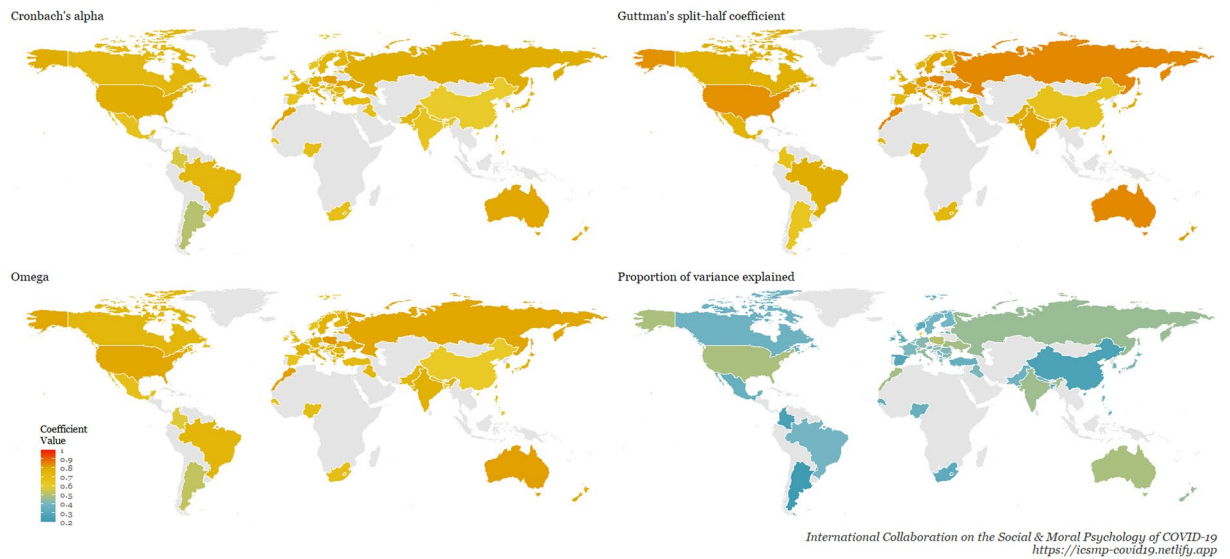 Cronbach's alpha
Guttman's split-half coefficient
Omega
Proportion of variance explained
Coefficient
Value
1
0.9
0.8
0.7
0.6
0.5
0.4
0.3
0.2
International Collaboration on the Social & Moral Psychology of COVID-19
https://icsmp-covid19.netlify.app